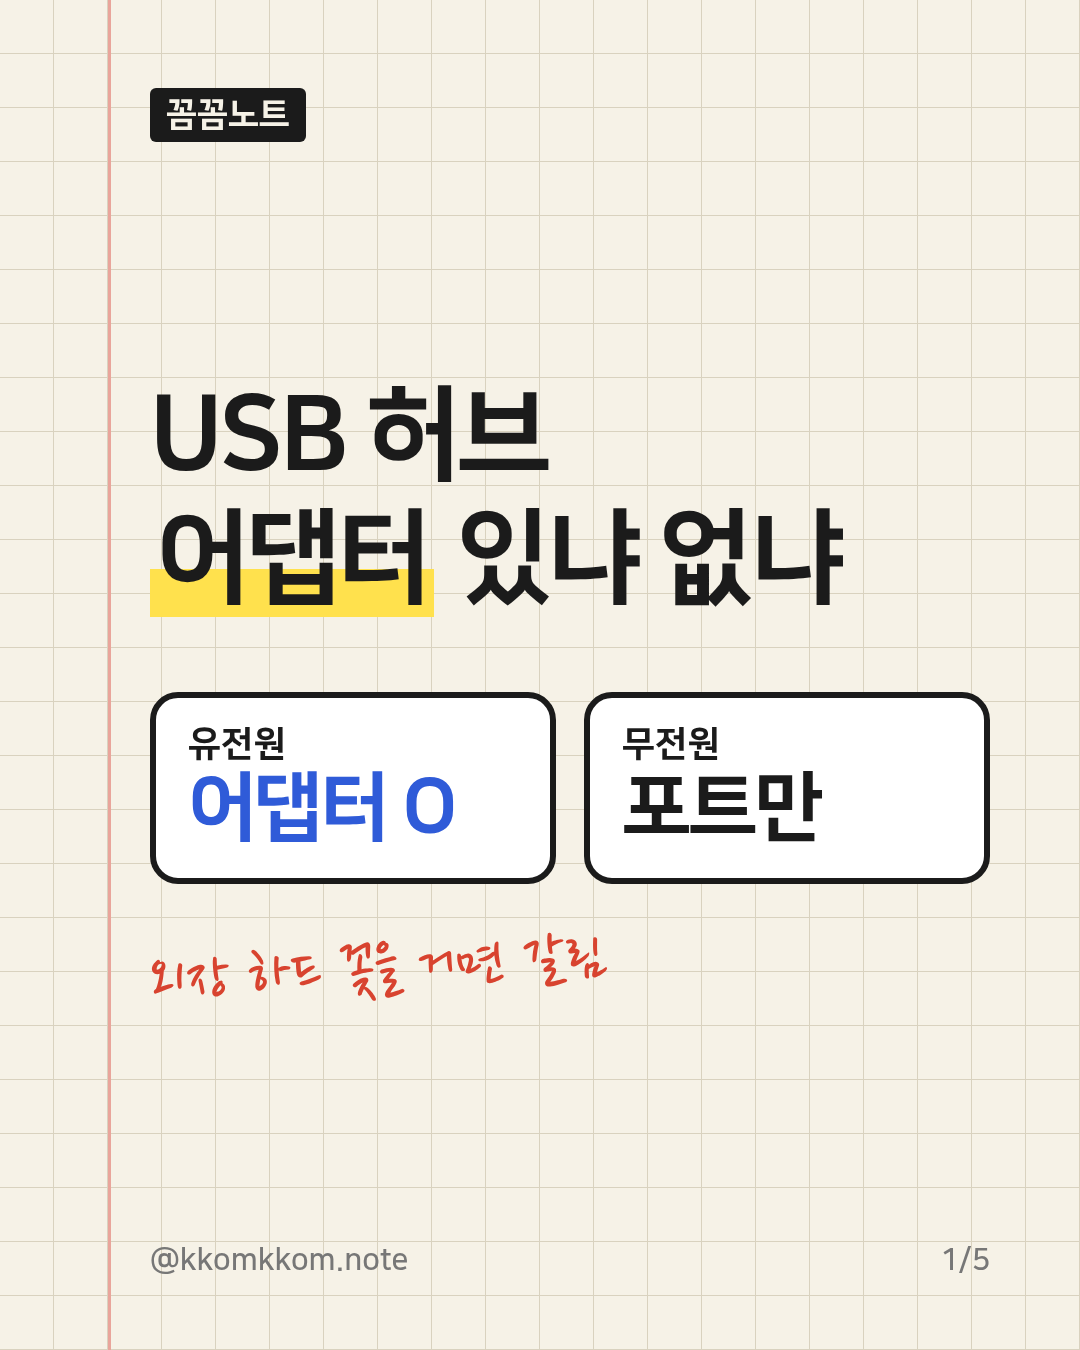 꼼꼼노트
USB 허브
어댑터 있냐 없냐
유전원
어댑터 O
무전원
포트만
외장 하드 꽂을 거면 갈림
@kkomkkom.note
1/5